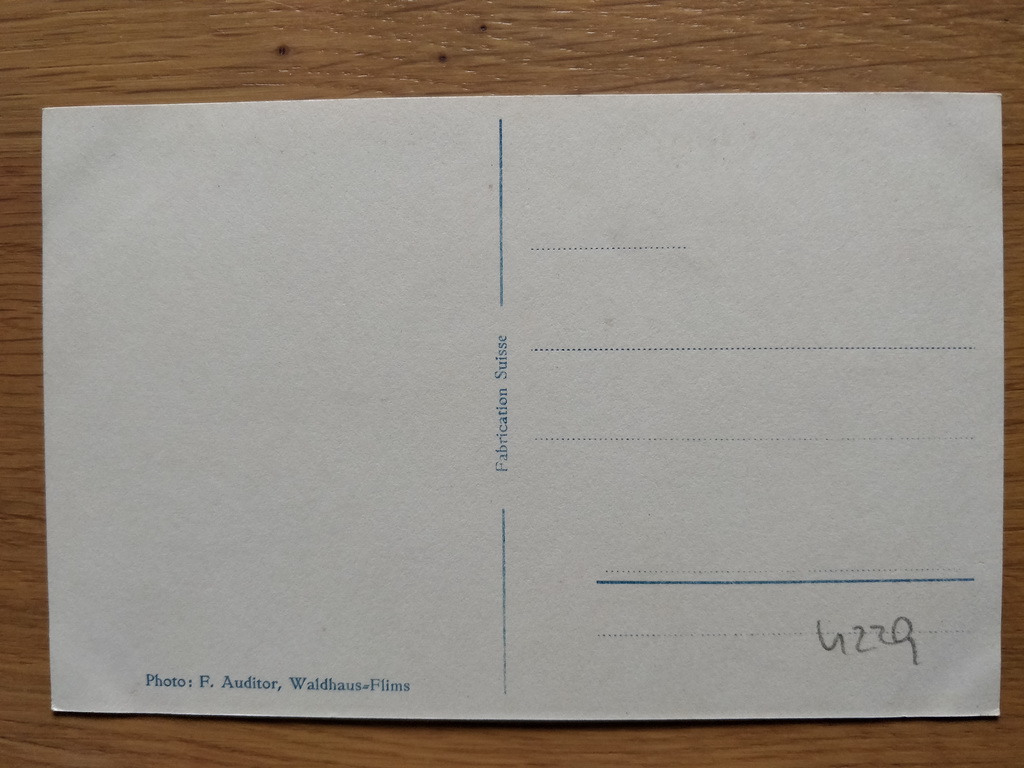 Fabrication Suisse
4229
Photo: F. Auditor, Waldhaus=Flims